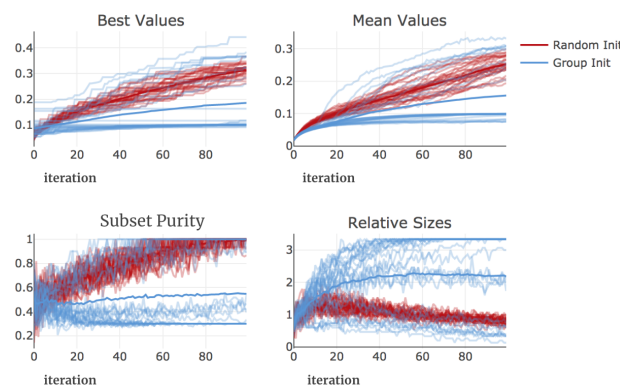 Best Values
Mean Values
0.4
0.3
0.2
0.1
0 20 40 60 80
iteration
0.3
0.2
0.1
0
0 20 40 60 80
iteration
Random Init
Group Init
Subset Purity
Relative Sizes
1
0.8
0.6
0.4
0.2
0 20 40 60 80
iteration
3
2
1
0
0 20 40 60 80
iteration